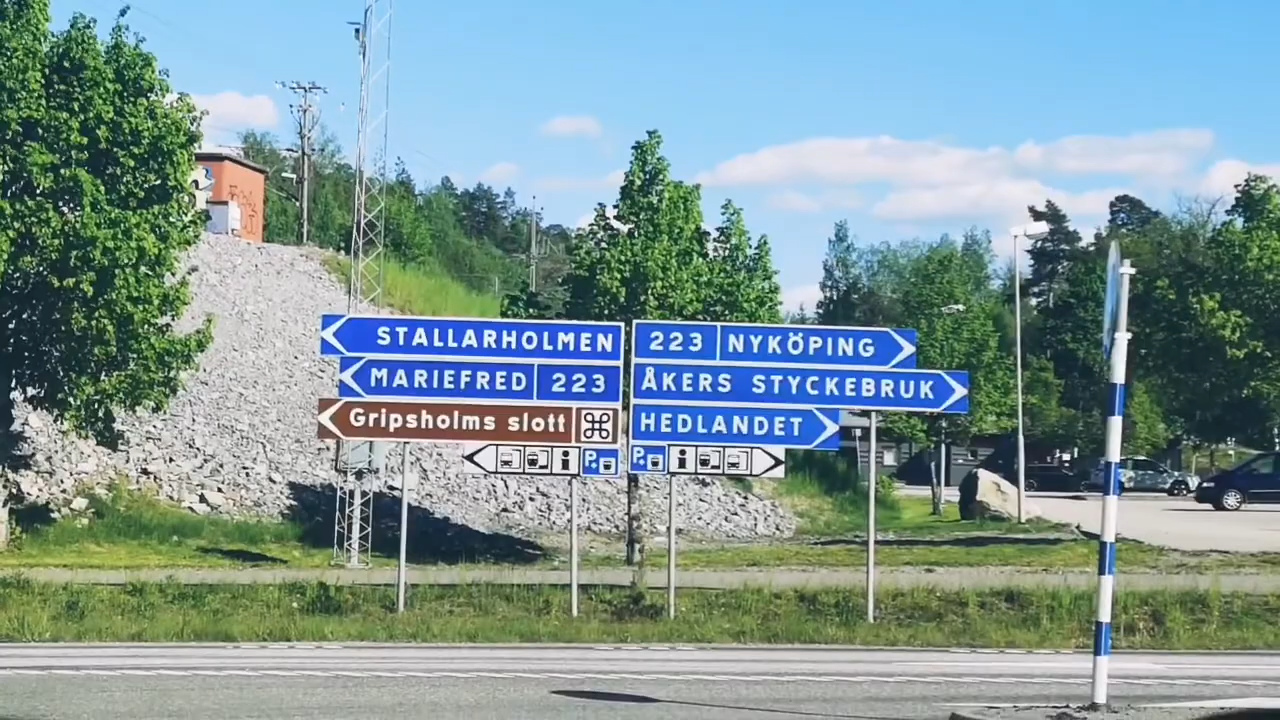 STALLARHOLMEN
MARIEFRED 223
Gripsholms slott
P
223 NYKÖPING
ÅKERS STYCKEBRUK
HEDLANDET
P